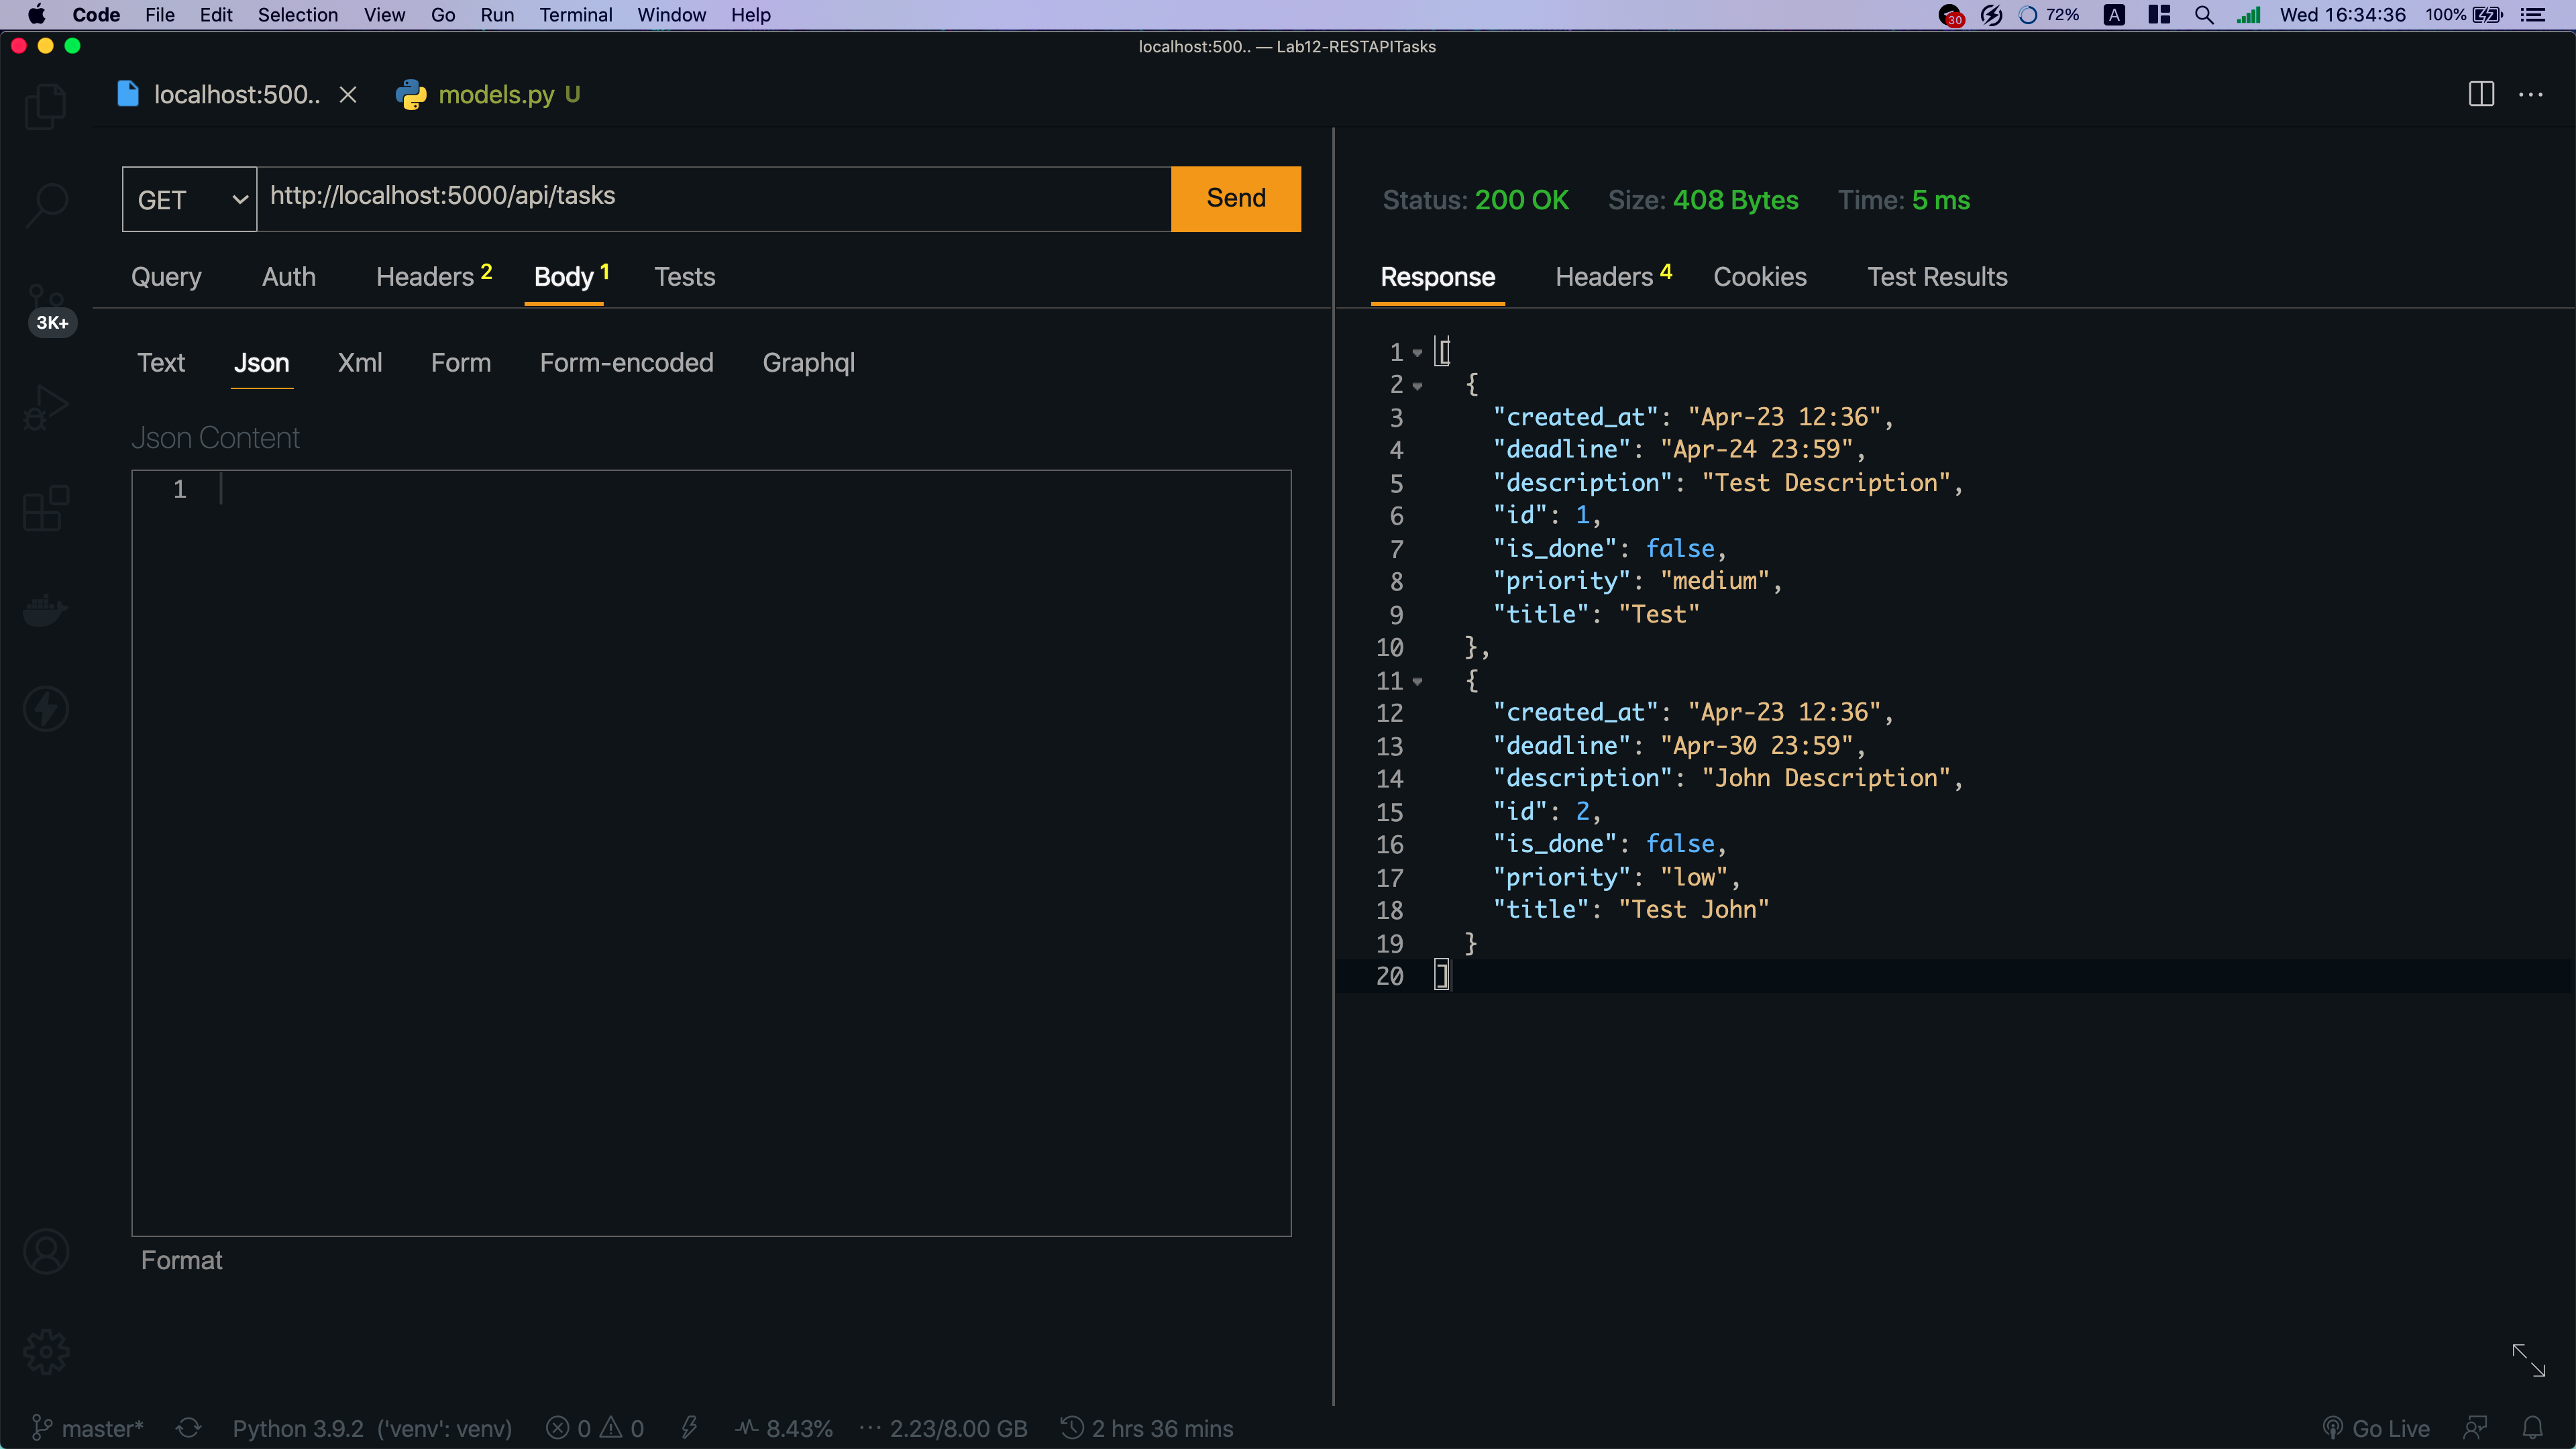 Code File Edit Selection View Go Run Terminal Window Help 30 72% A Wed 16:34:36 100%
localhost:500.. — Lab12-RESTAPITasks
localhost:500.. models.py U
GET http://localhost:5000/api/tasks Send
Status: 200 OK Size: 408 Bytes Time: 5 ms
Query Auth Headers 2 Body 1 Tests
Response Headers 4 Cookies Test Results
3K+
Text Json Xml Form Form-encoded Graphql
Json Content
1
1 [
2 {
3 "created_at": "Apr-23 12:36",
4 "deadline": "Apr-24 23:59",
5 "description": "Test Description",
6 "id": 1,
7 "is_done": false,
8 "priority": "medium",
9 "title": "Test"
10 },
11 {
12 "created_at": "Apr-23 12:36",
13 "deadline": "Apr-30 23:59",
14 "description": "John Description",
15 "id": 2,
16 "is_done": false,
17 "priority": "low",
18 "title": "Test John"
19 }
20 ]
Format
master* Python 3.9.2 ('venv': venv) 0 0 8.43% 2.23/8.00 GB 2 hrs 36 mins Go Live